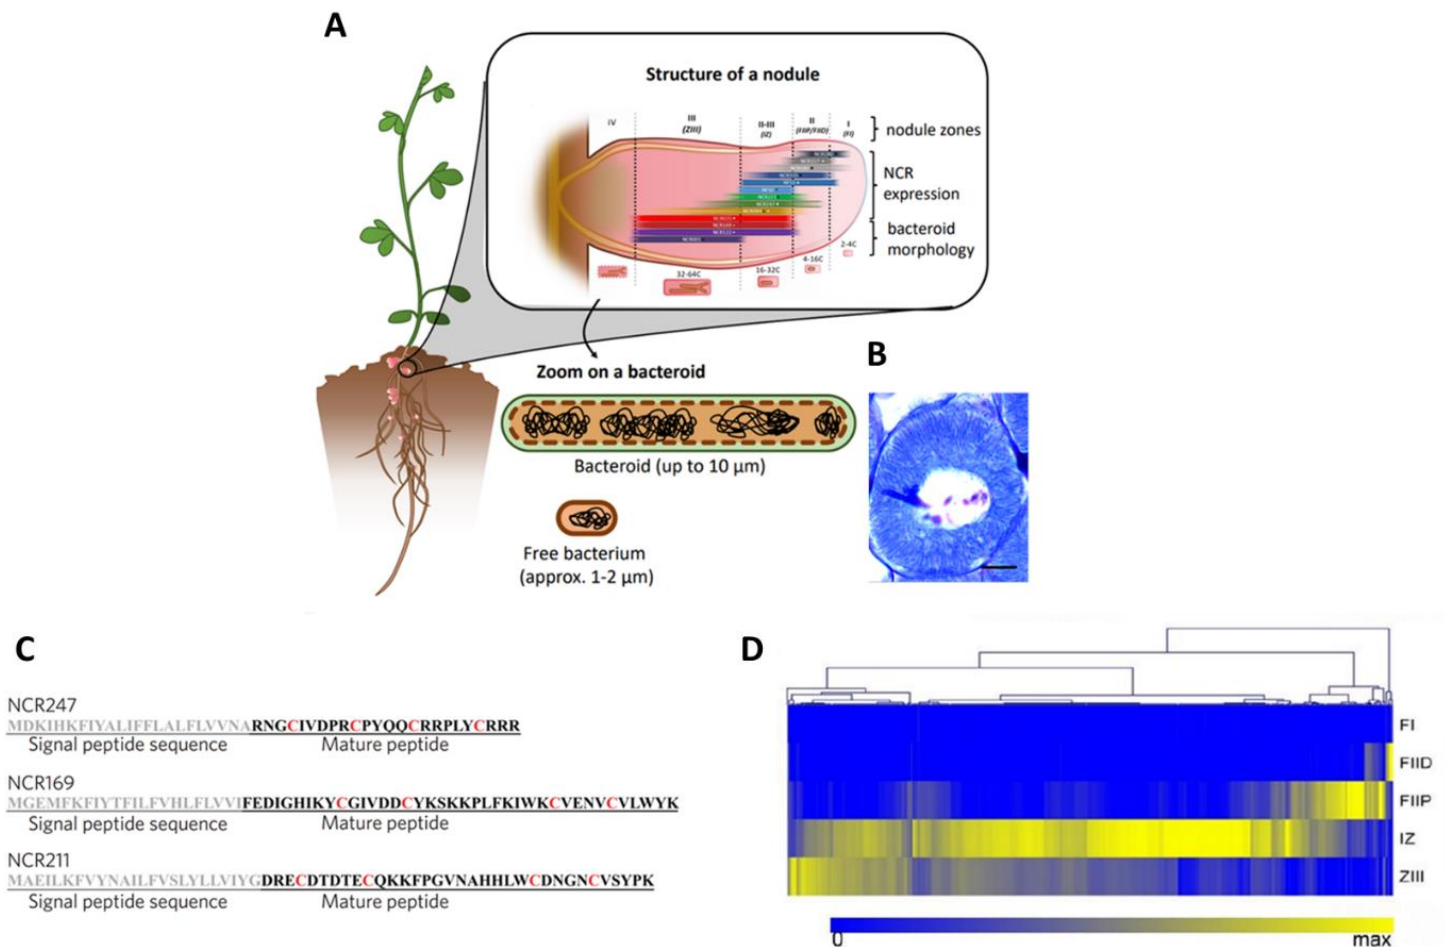 A
Structure of a nodule
IV
III
(ZIII)
II-III
(IZ)
II
(FIIP/FIID)
I
(FI)
nodule zones
NCR
expression
bacteroid
morphology
2-4C
4-16C
16-32C
32-64C
Zoom on a bacteroid
Bacteroid (up to 10 µm)
Free bacterium
(approx. 1-2 µm)
B
C
NCR247
MDKIHKFIYALIFFLALFLVVNARNGCIVDPRCPYQQCRRPLYCRRR
Signal peptide sequence Mature peptide
NCR169
MGEMFKFIYTFILFVHLFLVVIFEDIGHIKYCGIVDDCYKSKKPLFKIWKCVENVCVLWYK
Signal peptide sequence Mature peptide
NCR211
MAEILKFVYNAILFVSLYLLVIYGDRECDTDTECQKKFPGVNAHHLWCDNGNCVSYPK
Signal peptide sequence Mature peptide
D
FI
FIID
FIIP
IZ
ZIII
0 max